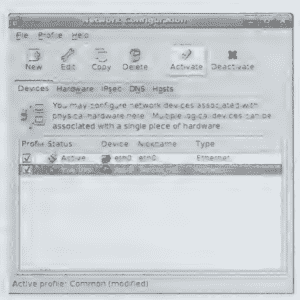 Network Configuration
File Profile Help
New Edit Copy Delete Activate Deactivate
Devices Hardware IPsec DNS Hosts
You may configure network devices associated with
physical hardware here. Multiple logical devices can be
associated with a single piece of hardware.
Profile Status Device Nickname Type
Active eth0 eth0 Ethernet
Active profile: Common (modified)